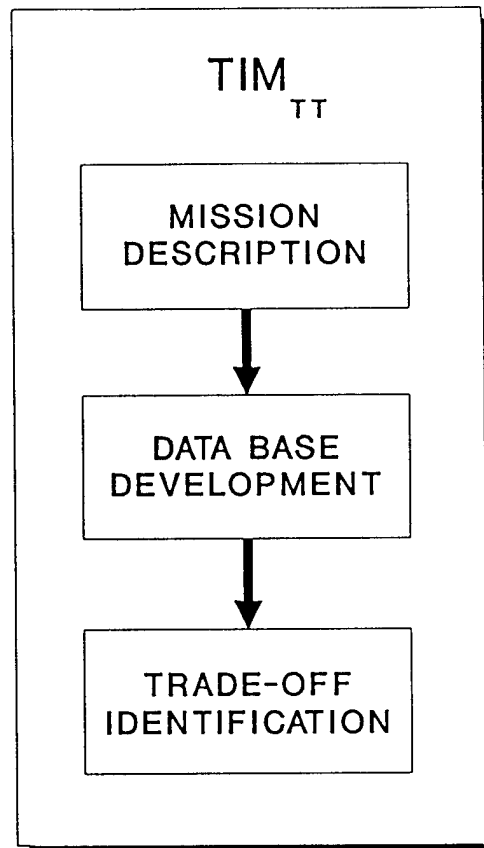 TIM
TT
MISSION
DESCRIPTION
DATA BASE
DEVELOPMENT
TRADE-OFF
IDENTIFICATION